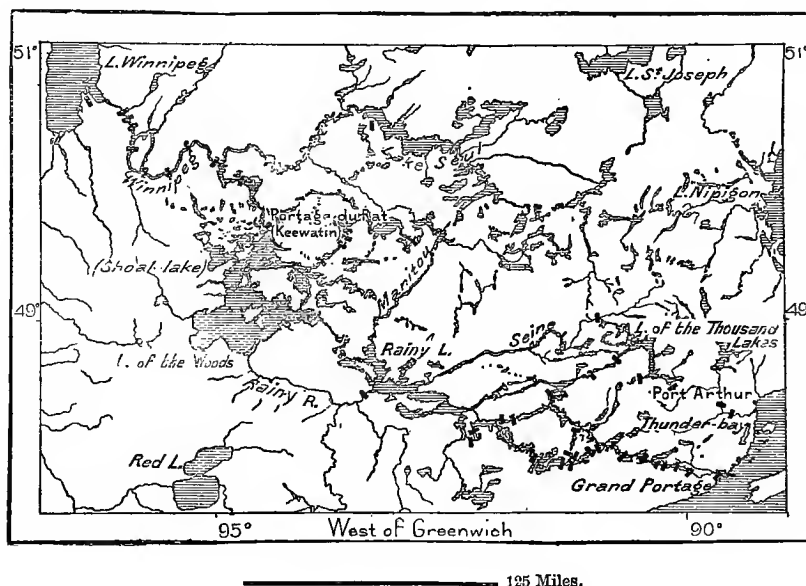 51°
51°
L. Winnipeg
L. St. Joseph
Lake Seul
Winnipeg
L. Nipigon
Portage-du-Rat
(Keewatin)
Manitou
(Shoal-lake)
49°
49
Seine
L. of the Thousand
Lakes
Rainy L.
L. of the Woods
Rainy R.
Port Arthur
Thunder-bay
Red L.
Grand Portage
95°
West of Greenwich
90°
125 Miles.